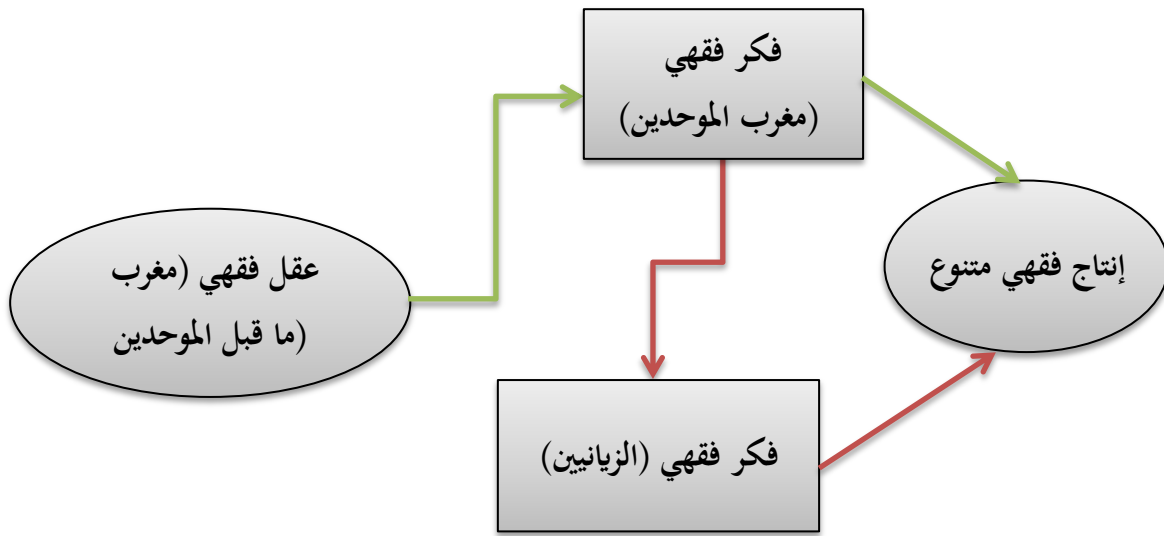 فكر فقهي
(مغرب الموحدين)
إنتاج فقهي متنوع
عقل فقهي (مغرب
ما قبل الموحدين)
فكر فقهي (الزيانيين)